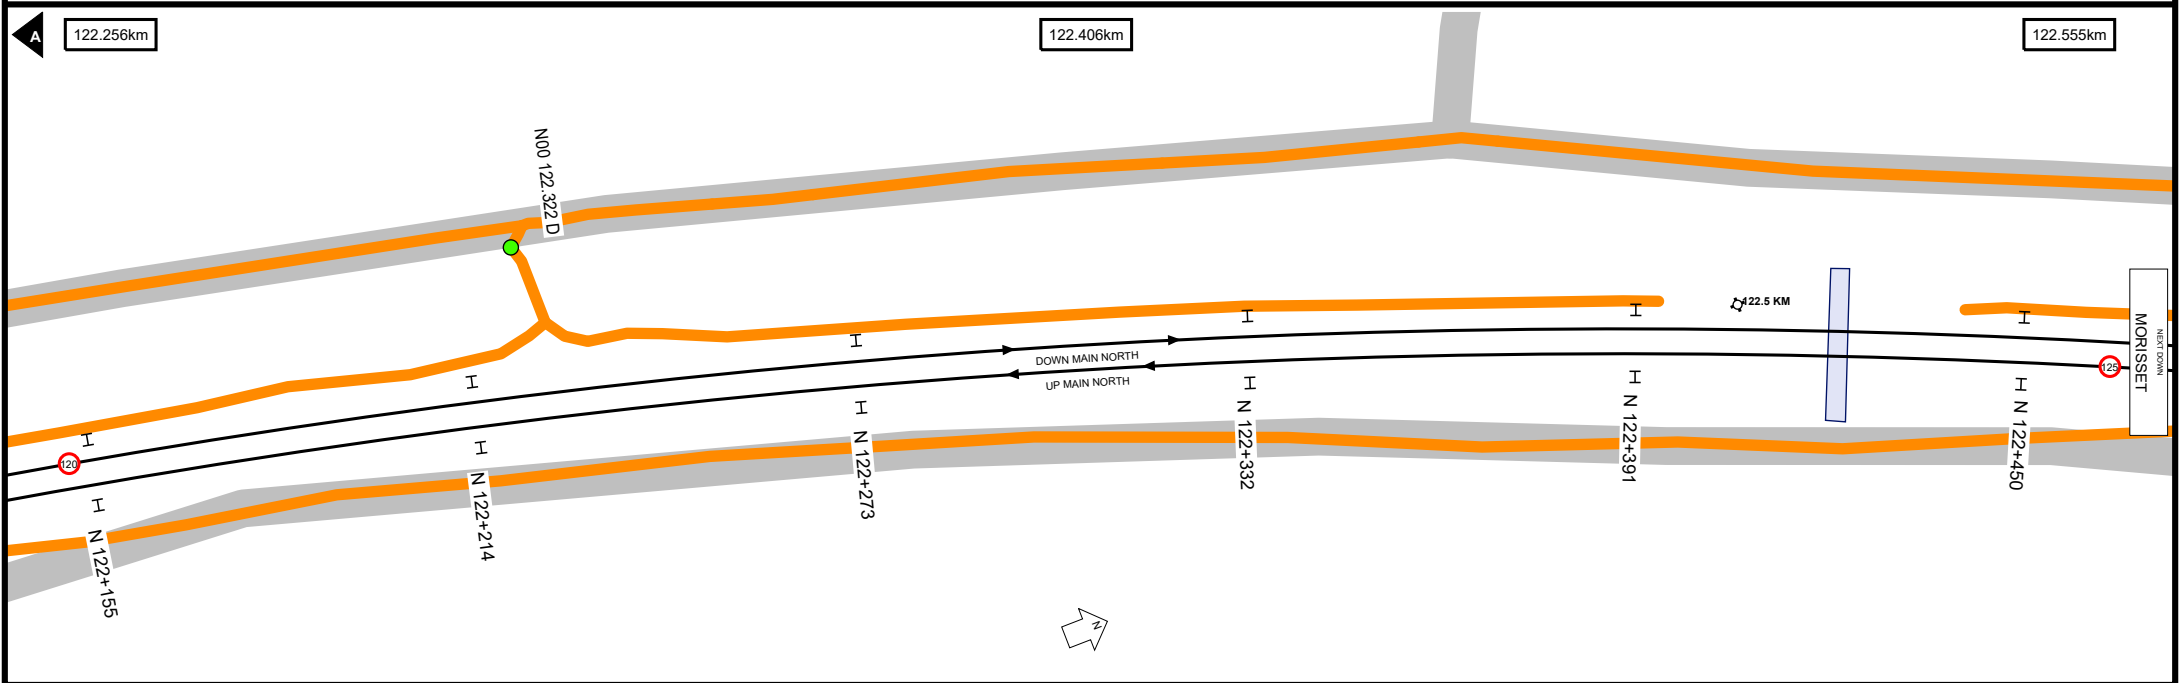 A
122.256km
122.406km
122.555km
N00 122.322 D
122.5 KM
DOWN MAIN NORTH
UP MAIN NORTH
NEXT DOWN
MORISSET
125
120
N 122+155
N 122+214
N 122+273
N 122+332
N 122+391
N 122+450
N